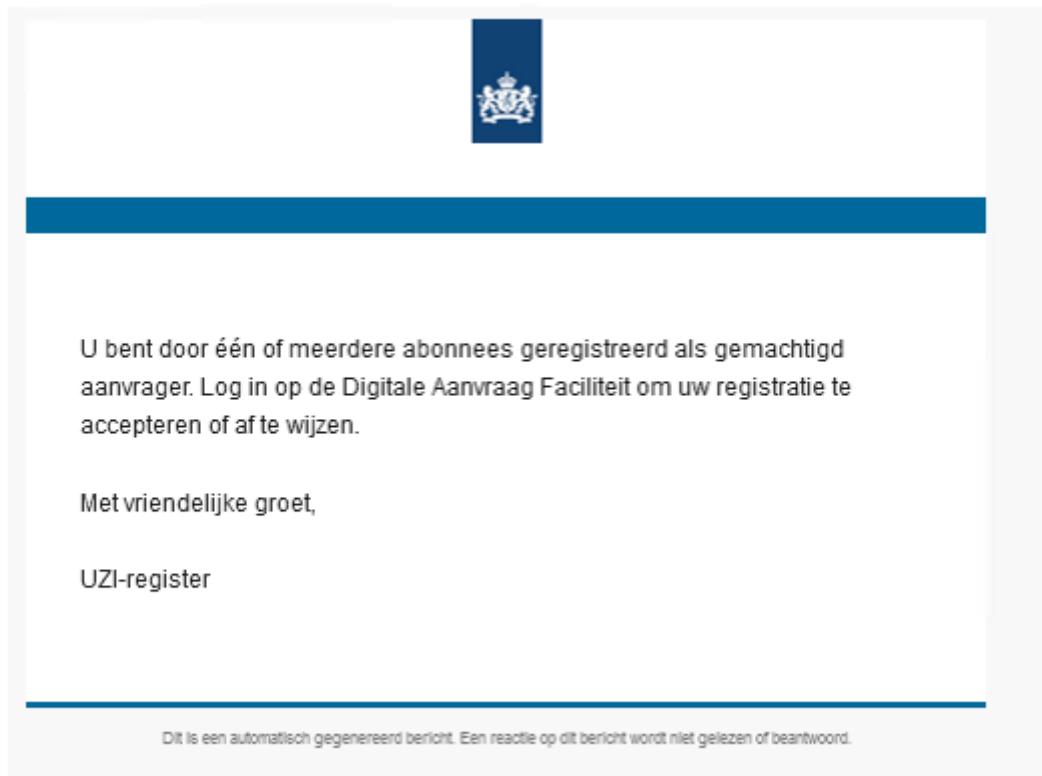 U bent door één of meerdere abonnees geregistreerd als gemachtigd
aanvrager. Log in op de Digitale Aanvraag Faciliteit om uw registratie te
accepteren of af te wijzen.
Met vriendelijke groet,
UZI-register
Dit is een automatisch gegenereerd bericht. Een reactie op dit bericht wordt niet gelezen of beantwoord.